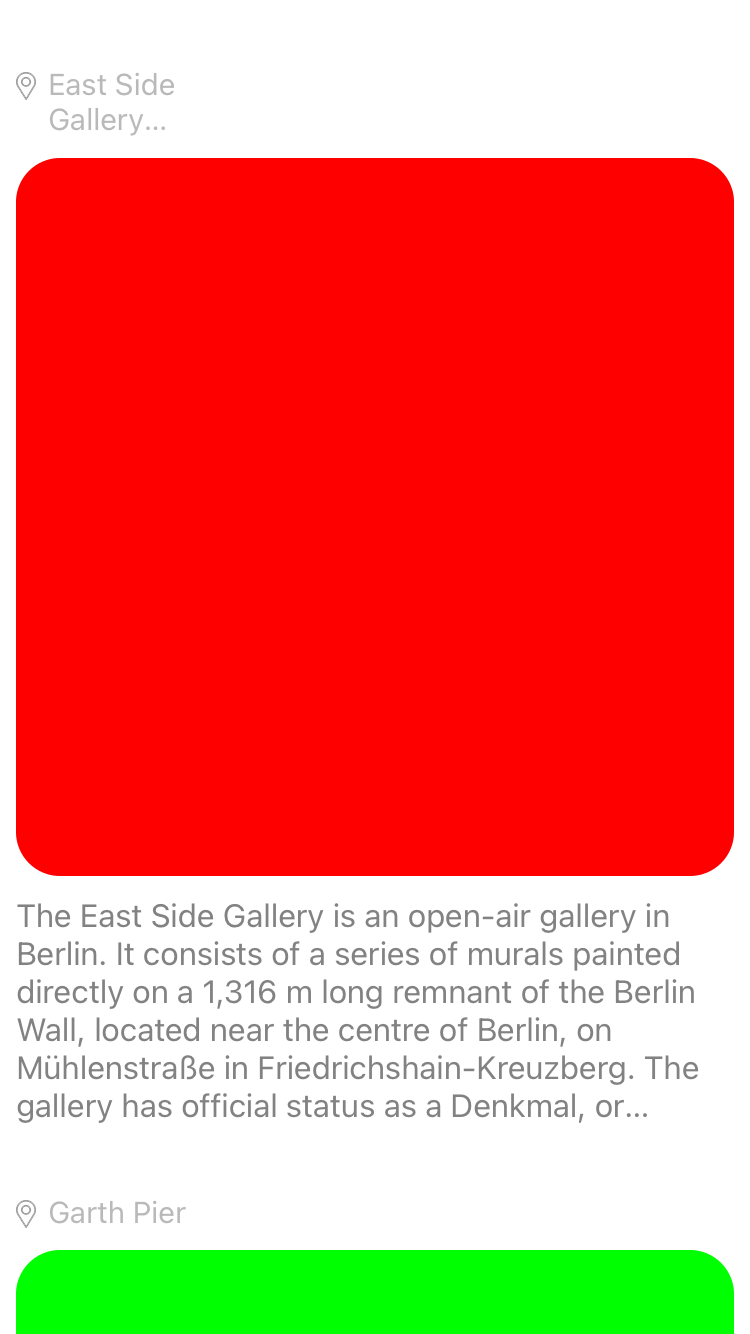 East Side
Gallery...
The East Side Gallery is an open-air gallery in
Berlin. It consists of a series of murals painted
directly on a 1,316 m long remnant of the Berlin
Wall, located near the centre of Berlin, on
Mühlenstraße in Friedrichshain-Kreuzberg. The
gallery has official status as a Denkmal, or...
Garth Pier